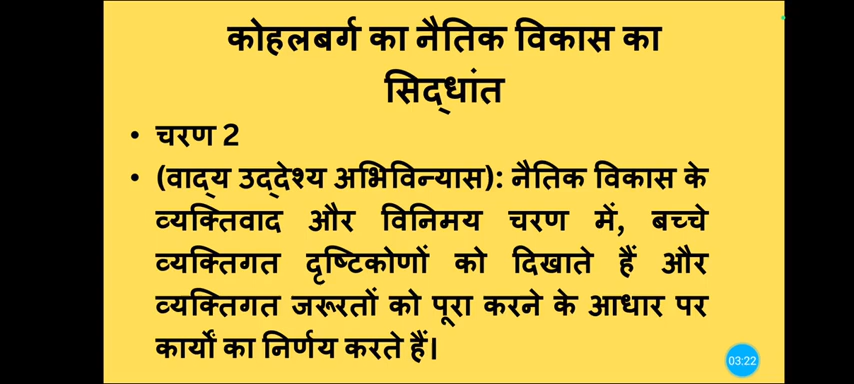 कोहलबर्ग का नैतिक विकास का
सिद्धांत
• चरण 2
• (वाद्य उद्देश्य अभिविन्यास): नैतिक विकास के
व्यक्तिवाद और विनिमय चरण में, बच्चे
व्यक्तिगत दृष्टिकोणों को दिखाते हैं और
व्यक्तिगत जरूरतों को पूरा करने के आधार पर
कार्यों का निर्णय करते हैं।
03:22